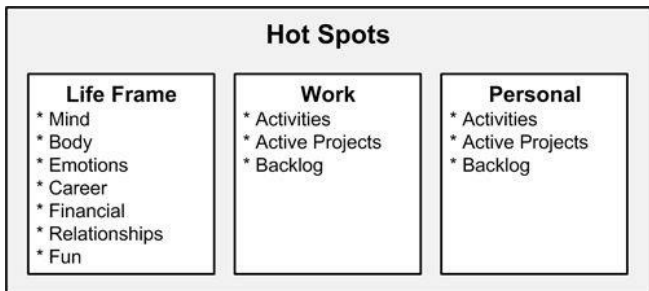 Hot Spots
Life Frame
* Mind
* Body
* Emotions
* Career
* Financial
* Relationships
* Fun
Work
* Activities
* Active Projects
* Backlog
Personal
* Activities
* Active Projects
* Backlog